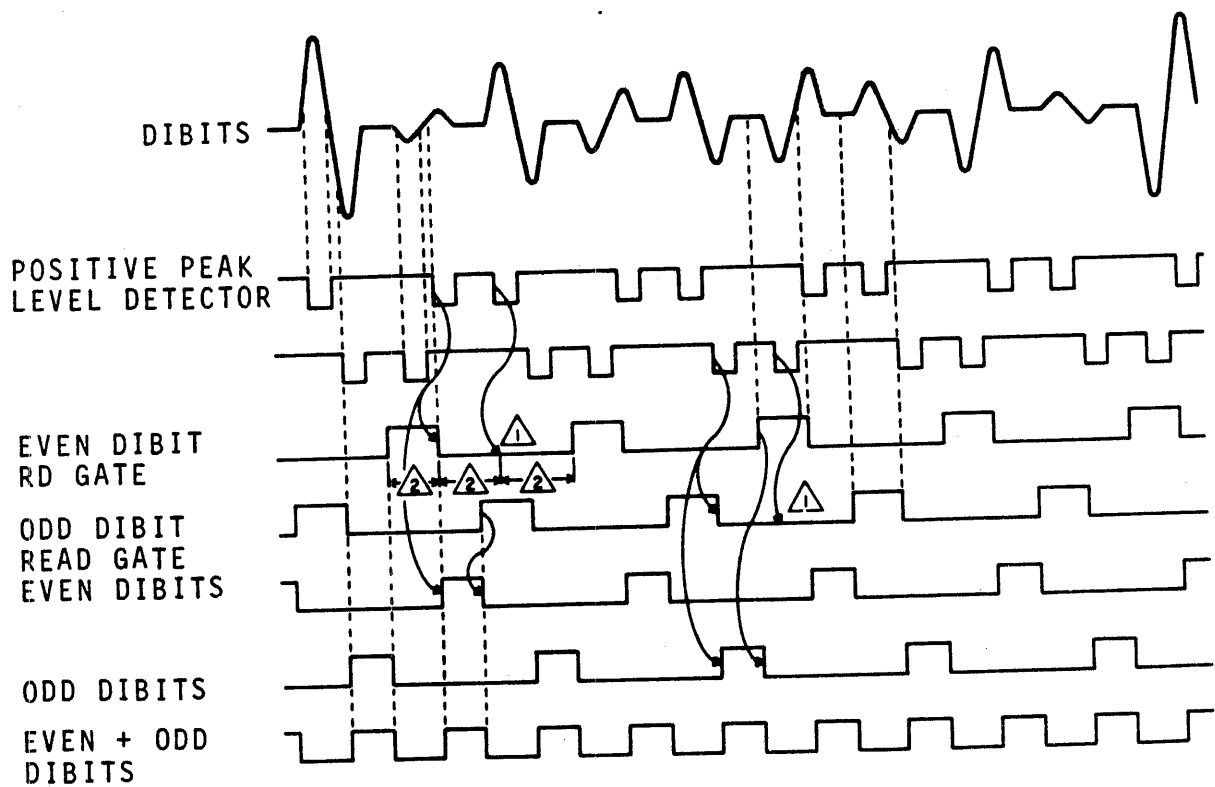 DIBITS
POSITIVE PEAK
LEVEL DETECTOR
EVEN DIBIT
RD GATE
1
2
2
2
1
ODD DIBIT
READ GATE
EVEN DIBITS
ODD DIBITS
EVEN + ODD
DIBITS